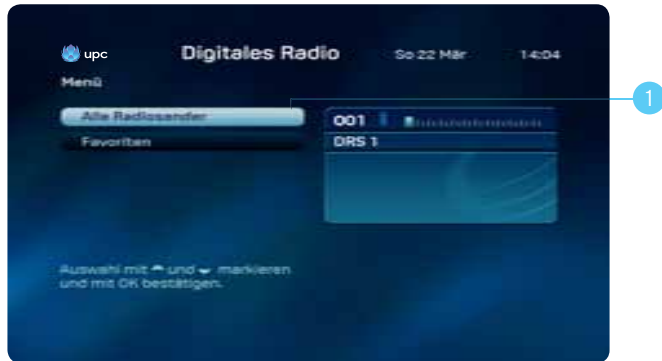 upc
Digitales Radio
So 22 Mär
14:04
Menü
Alle Radiosender
Favoriten
001
DRS 1
Auswahl mit und markieren
und mit OK bestätigen.
1